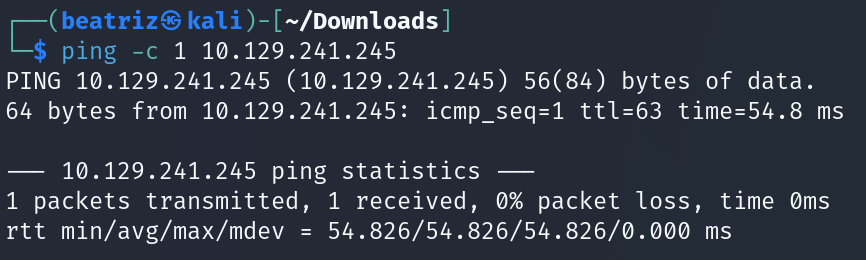 ┌──(beatriz㉿kali)-[~/Downloads]
└─$ ping -c 1 10.129.241.245
PING 10.129.241.245 (10.129.241.245) 56(84) bytes of data.
64 bytes from 10.129.241.245: icmp_seq=1 ttl=63 time=54.8 ms

--- 10.129.241.245 ping statistics ---
1 packets transmitted, 1 received, 0% packet loss, time 0ms
rtt min/avg/max/mdev = 54.826/54.826/54.826/0.000 ms